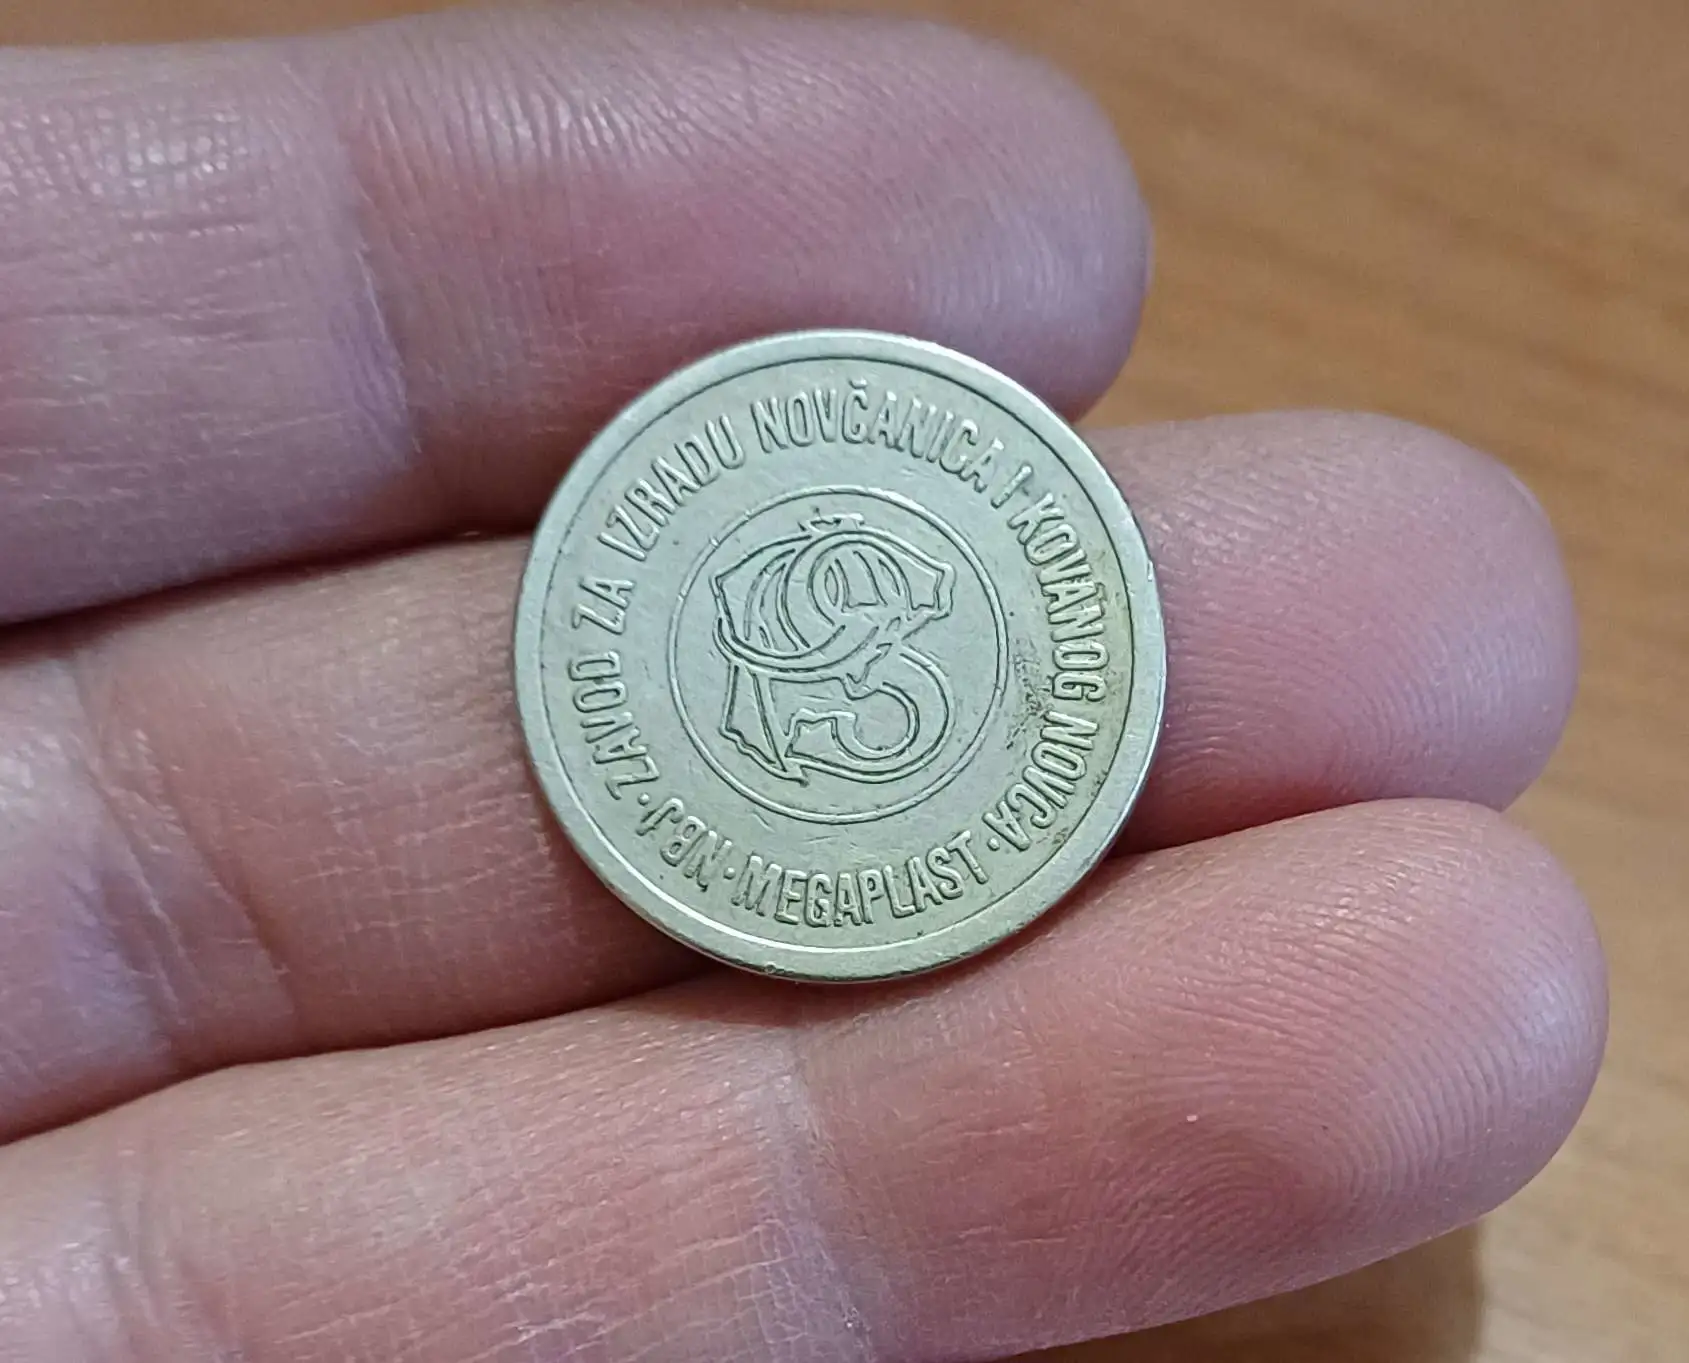 ZAVOD ZA IZRADU NOVČANICA I KOVANOG NOVCA · MEGAPLAST · NBJ ·